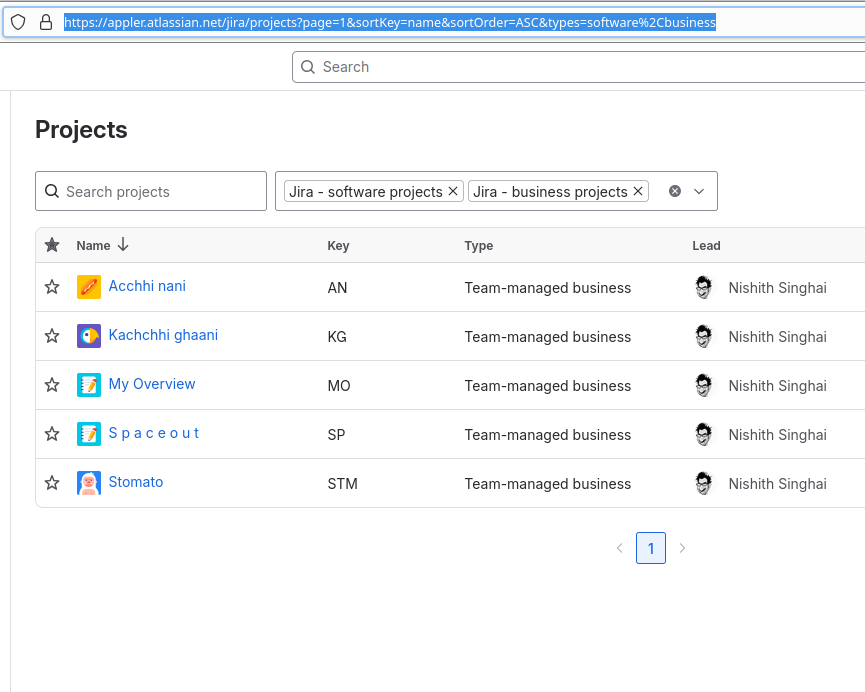 https://appler.atlassian.net/jira/projects?page=1&sortKey=name&sortOrder=ASC&types=software%2Cbusiness
Search
Projects
Search projects Jira - software projects Jira - business projects
Name Key Type Lead
Acchhi nani AN Team-managed business Nishith Singhai
Kachchhi ghaani KG Team-managed business Nishith Singhai
My Overview MO Team-managed business Nishith Singhai
S p a c e o u t SP Team-managed business Nishith Singhai
Stomato STM Team-managed business Nishith Singhai
1